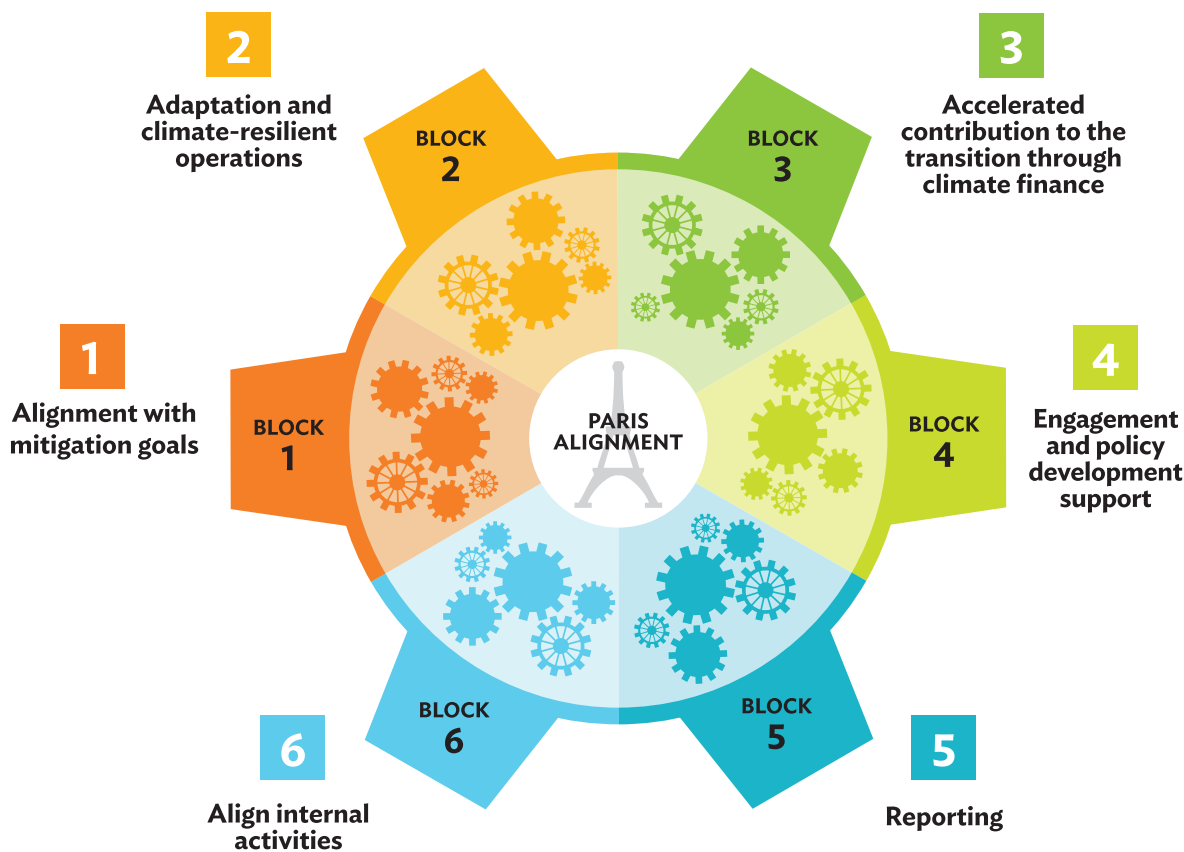 2
Adaptation and
climate-resilient
operations
3
Accelerated
contribution to the
transition through
climate finance
BLOCK
2
BLOCK
3
1
Alignment with
mitigation goals
BLOCK
1
PARIS
ALIGNMENT
BLOCK
4
4
Engagement
and policy
development
support
BLOCK
6
BLOCK
5
6
Align internal
activities
5
Reporting